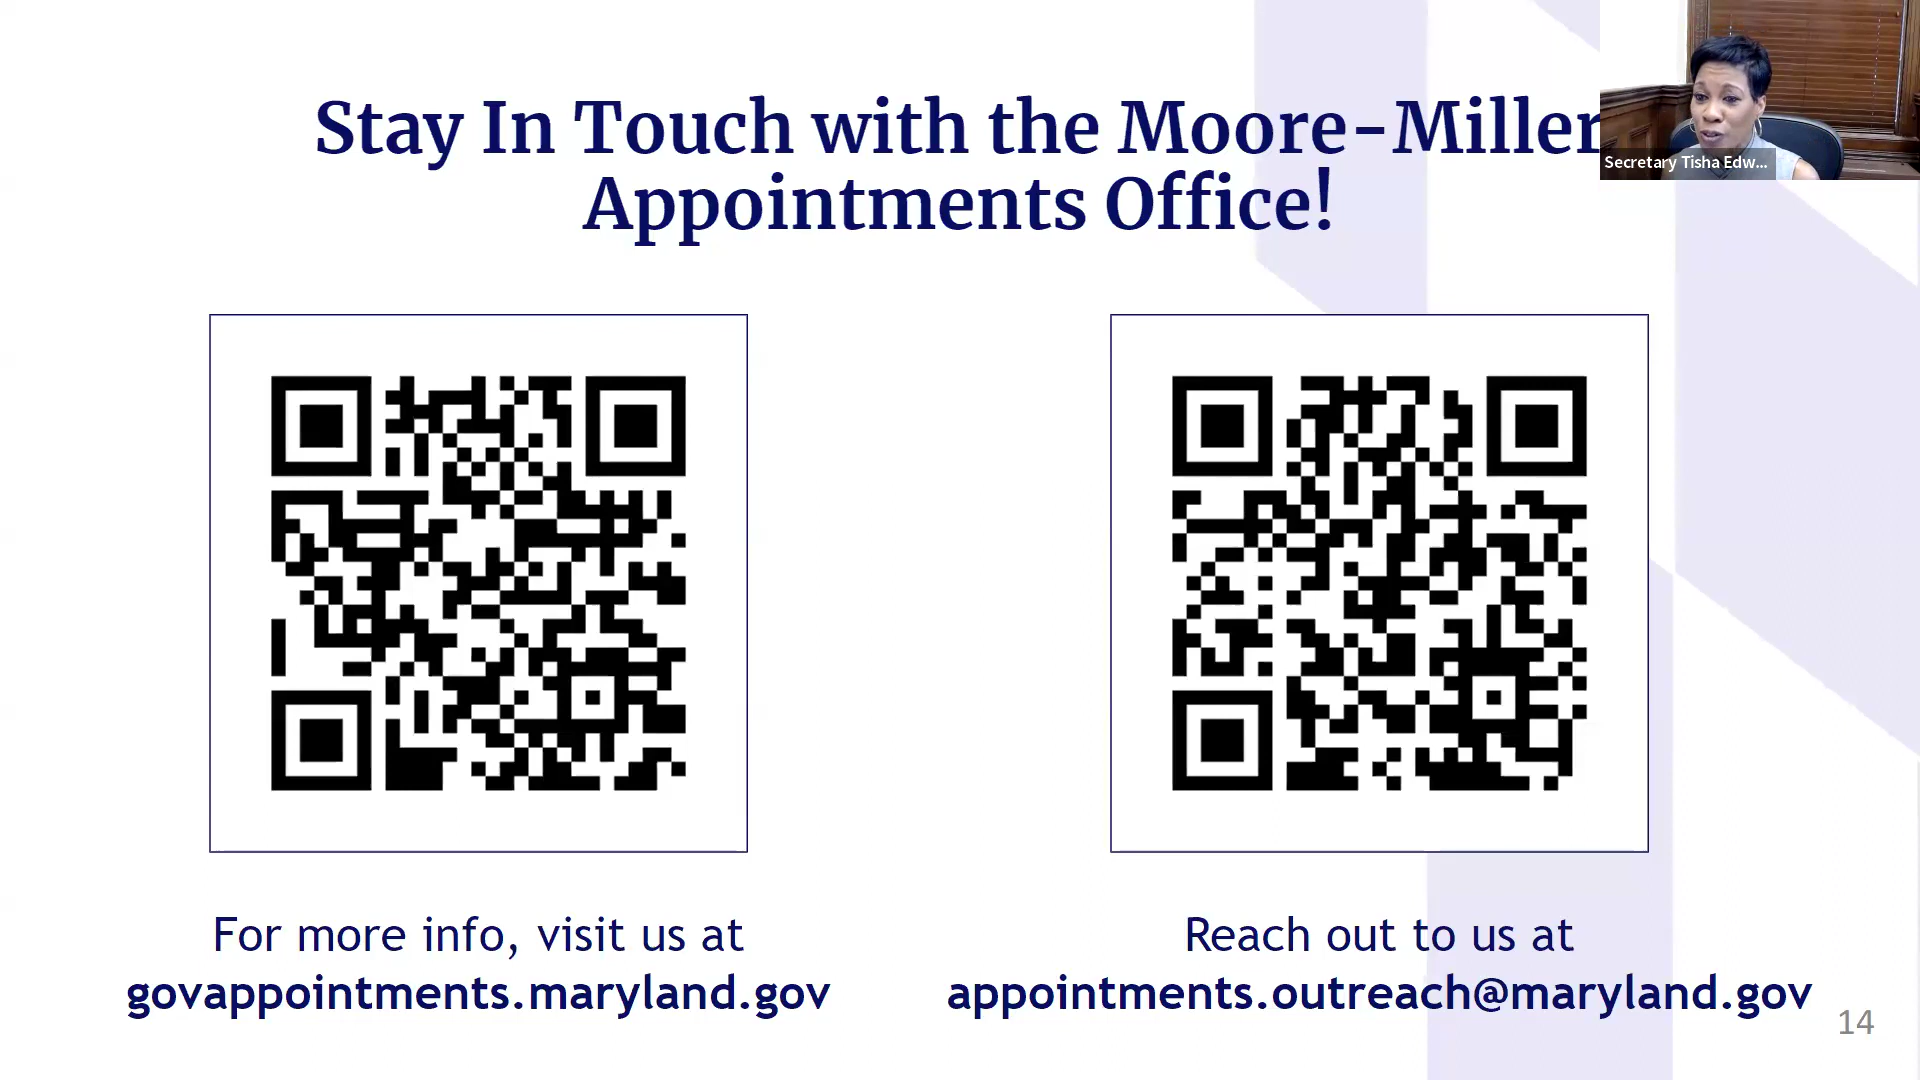 Stay In Touch with the Moore-Miller
Appointments Office!
Secretary Tisha Edw...
For more info, visit us at
govappointments.maryland.gov
Reach out to us at
appointments.outreach@maryland.gov
14